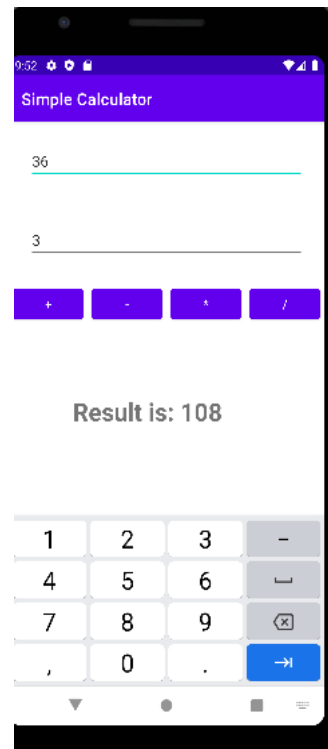 9:52
Simple Calculator
36
3
+ - * /
Result is: 108
1 2 3 -
4 5 6
7 8 9
, 0 .